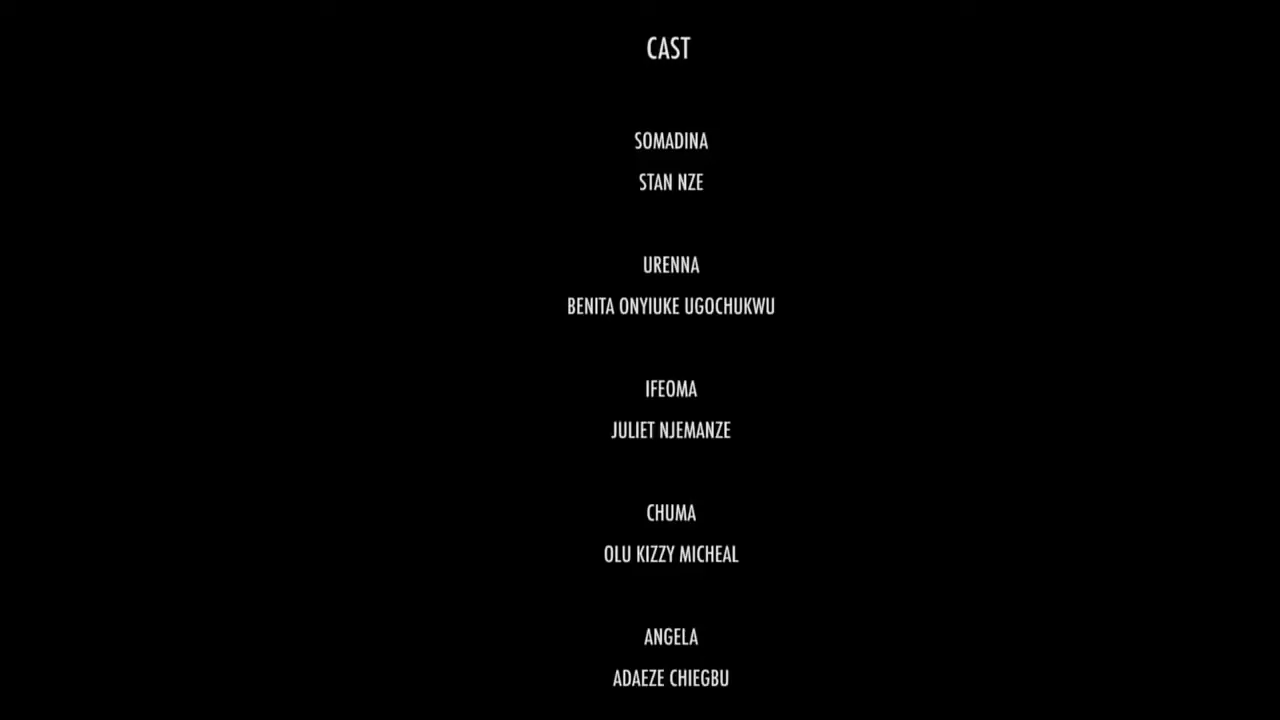 CAST
SOMADINA
STAN NZE
URENNA
BENITA ONYIUKE UGOCHUKWU
IFEOMA
JULIET NJEMANZE
CHUMA
OLU KIZZY MICHEAL
ANGELA
ADAEZE CHIEGBU